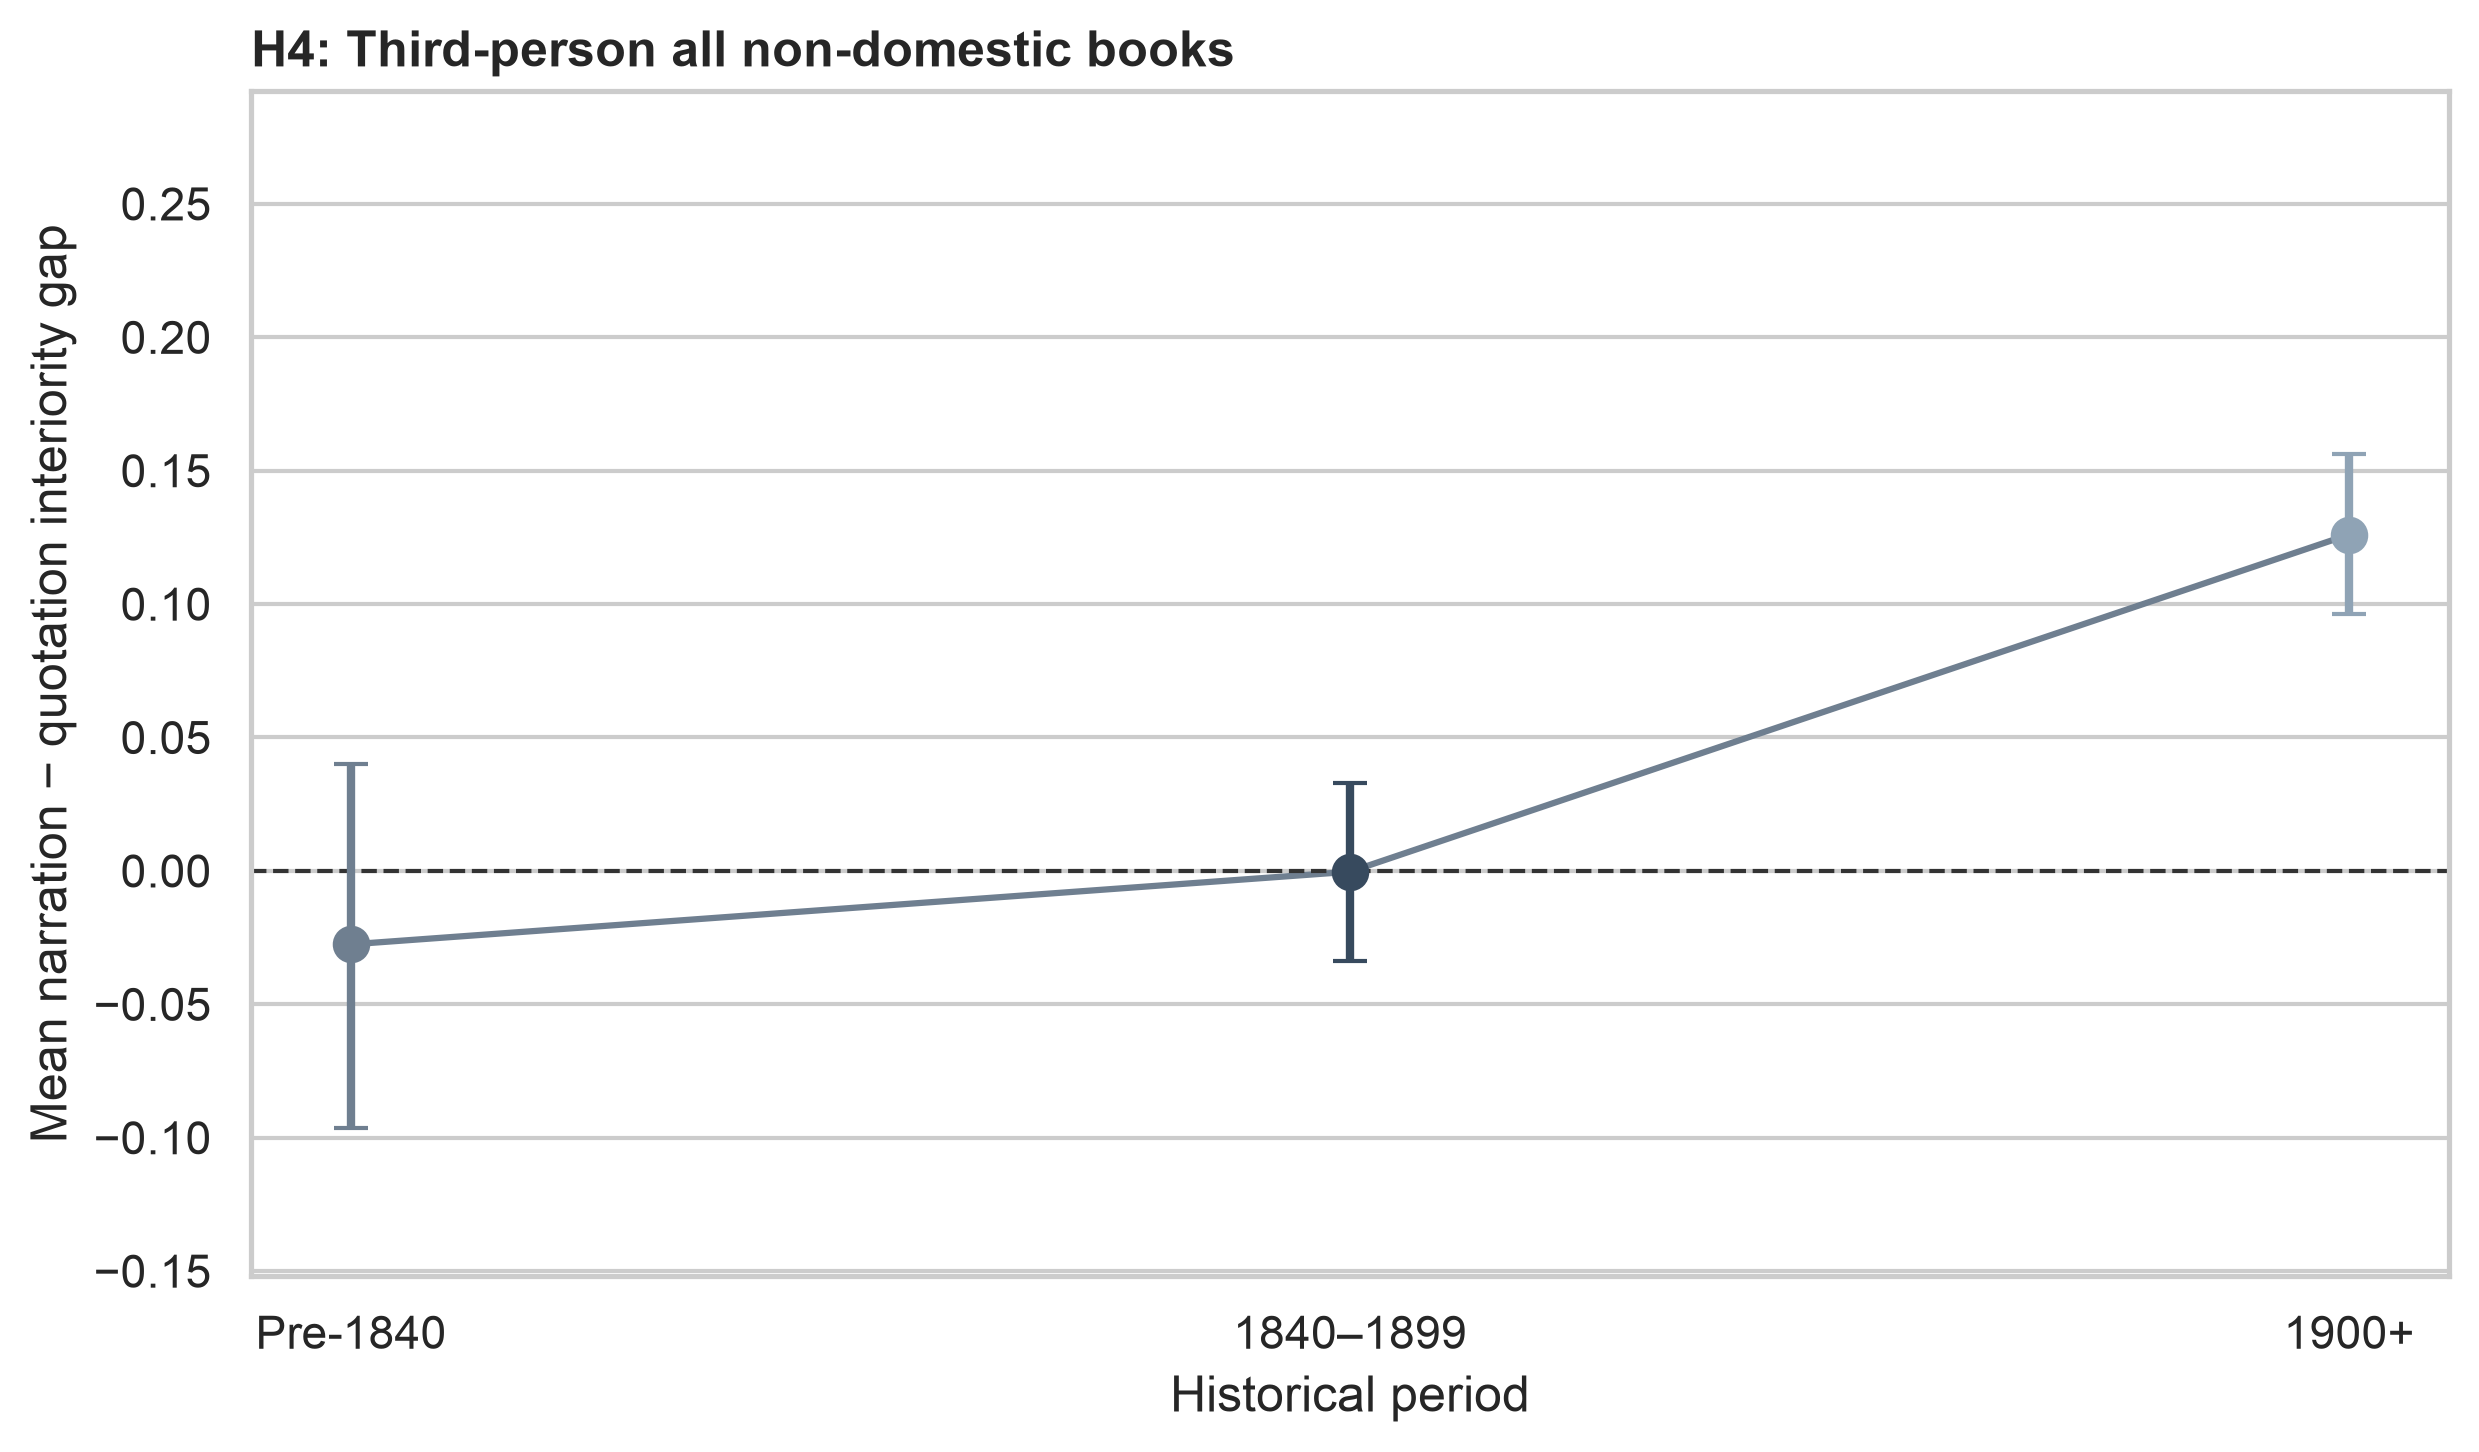 H4: Third-person all non-domestic books
Mean narration − quotation interiority gap
0.25
0.20
0.15
0.10
0.05
0.00
−0.05
−0.10
−0.15
Pre-1840
1840–1899
1900+
Historical period